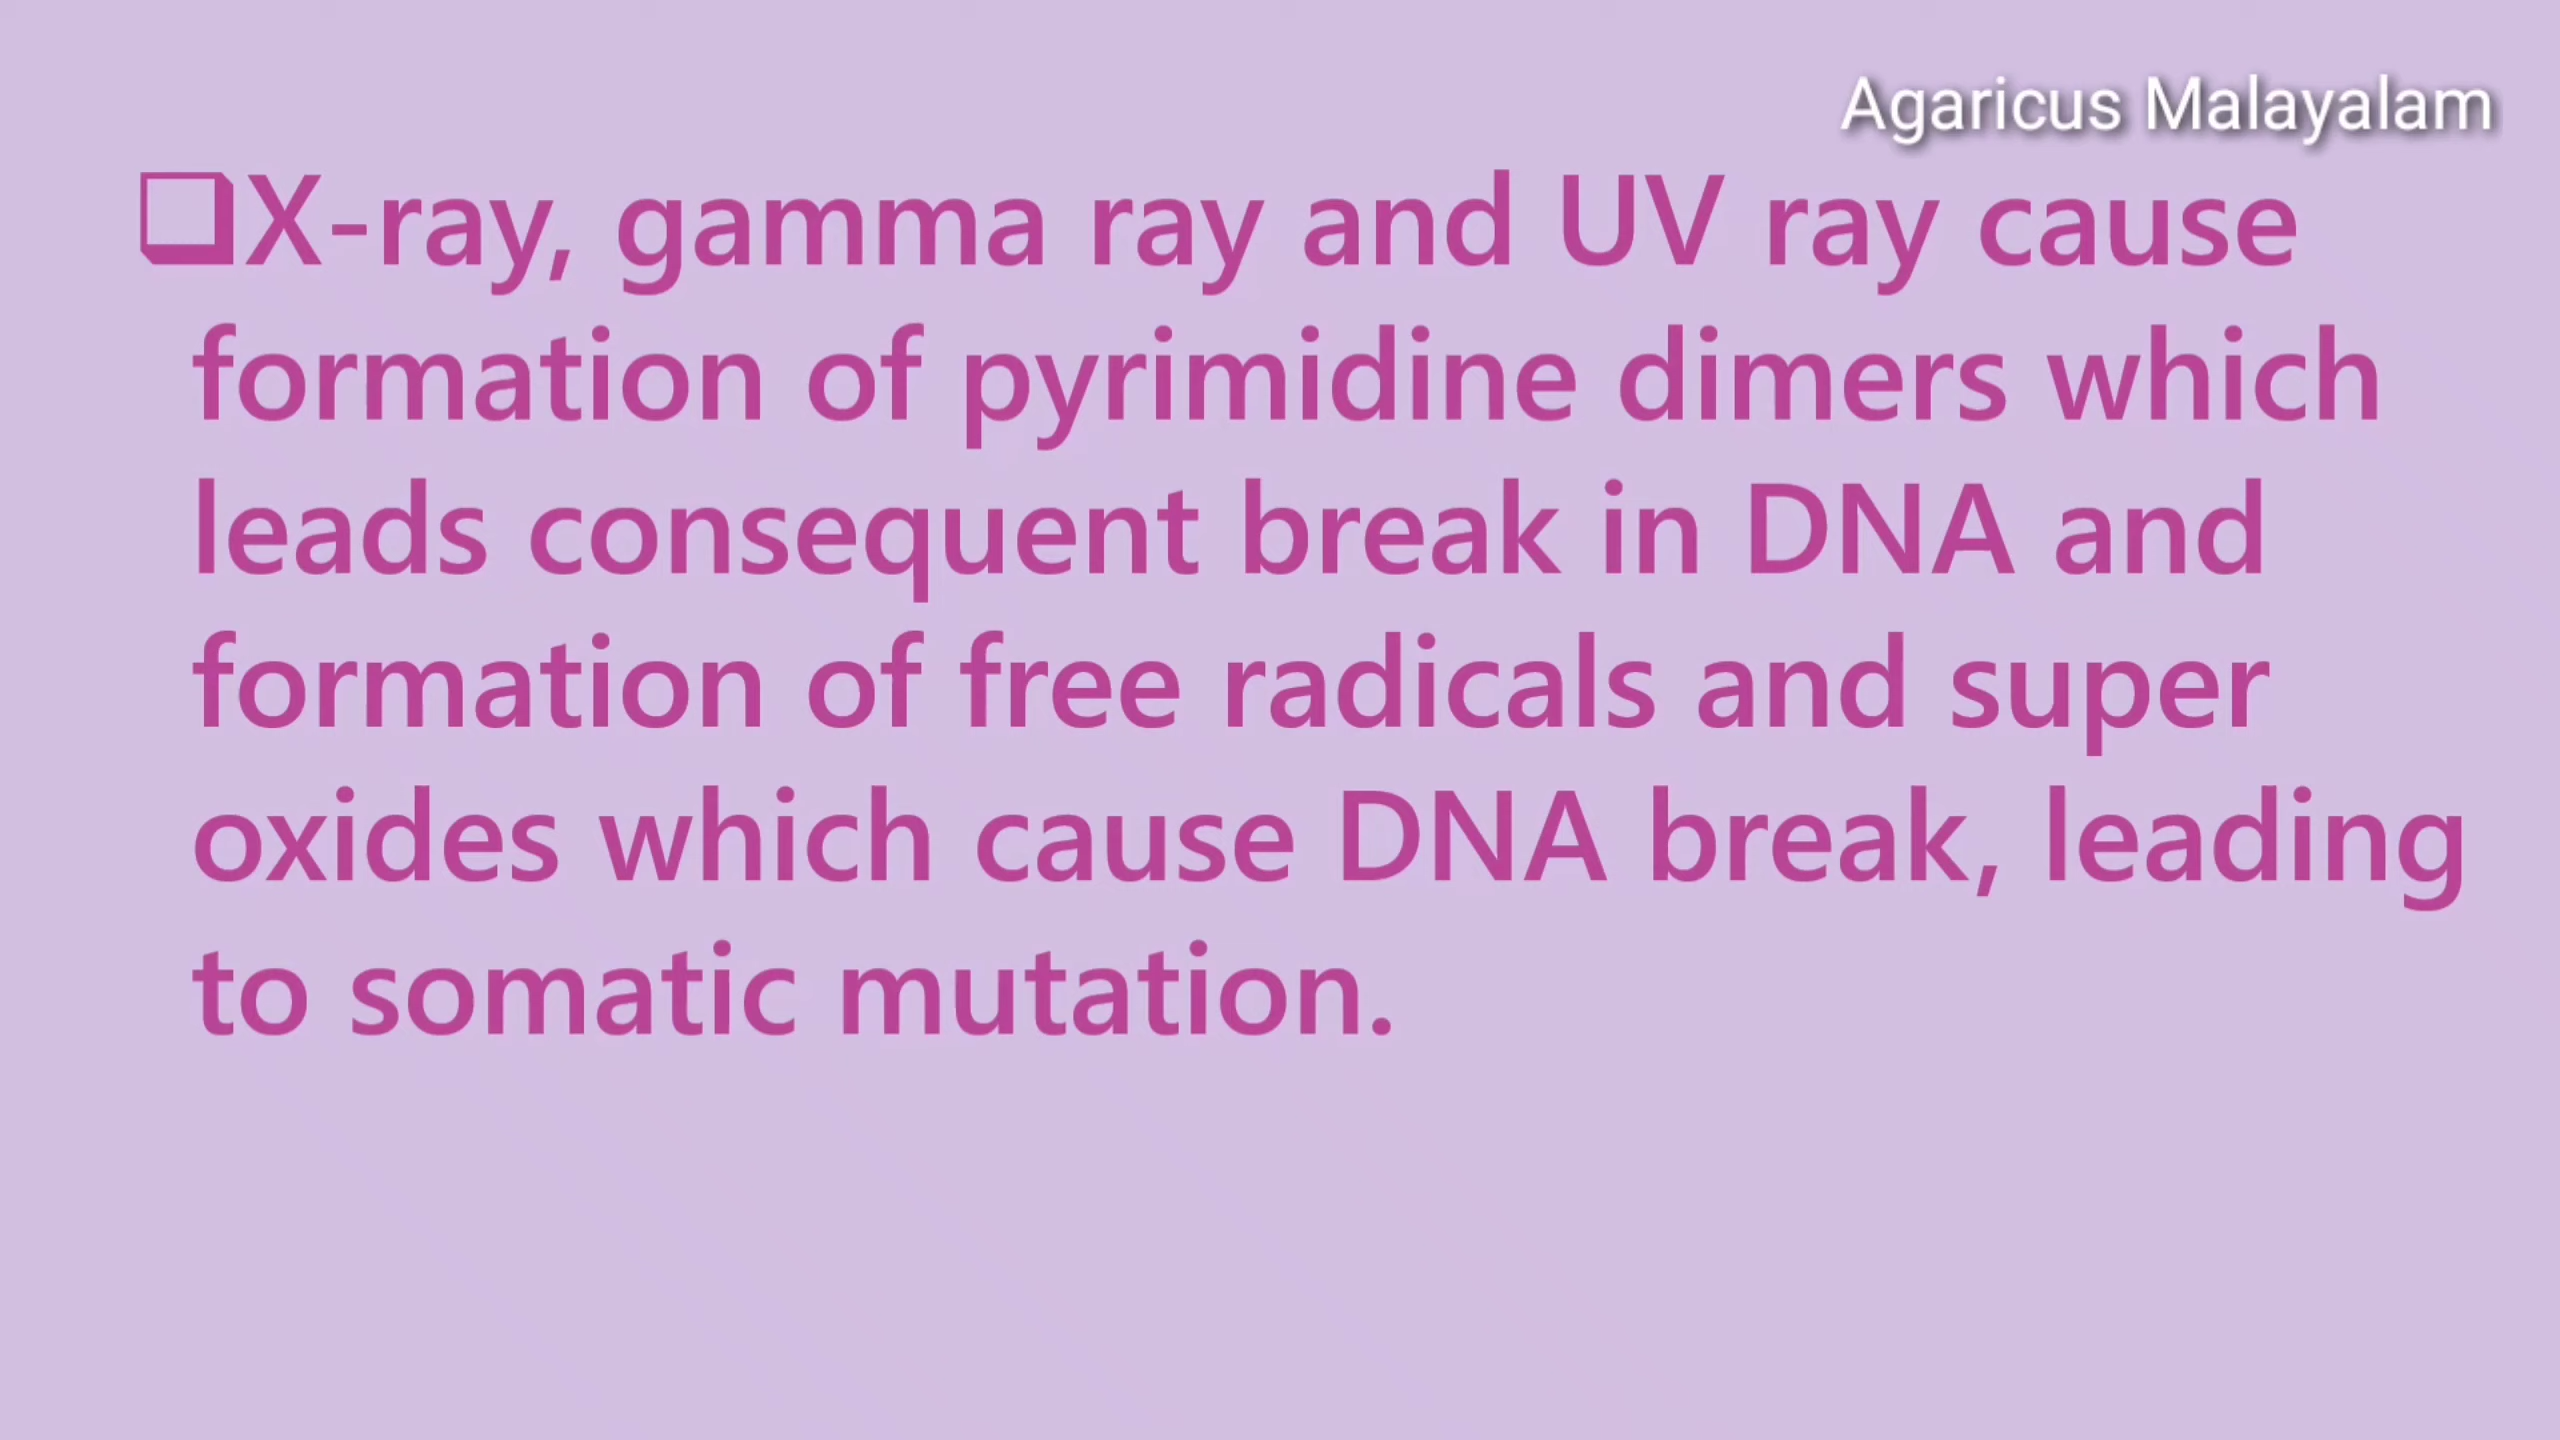 Agaricus Malayalam
❑X-ray, gamma ray and UV ray cause
formation of pyrimidine dimers which
leads consequent break in DNA and
formation of free radicals and super
oxides which cause DNA break, leading
to somatic mutation.